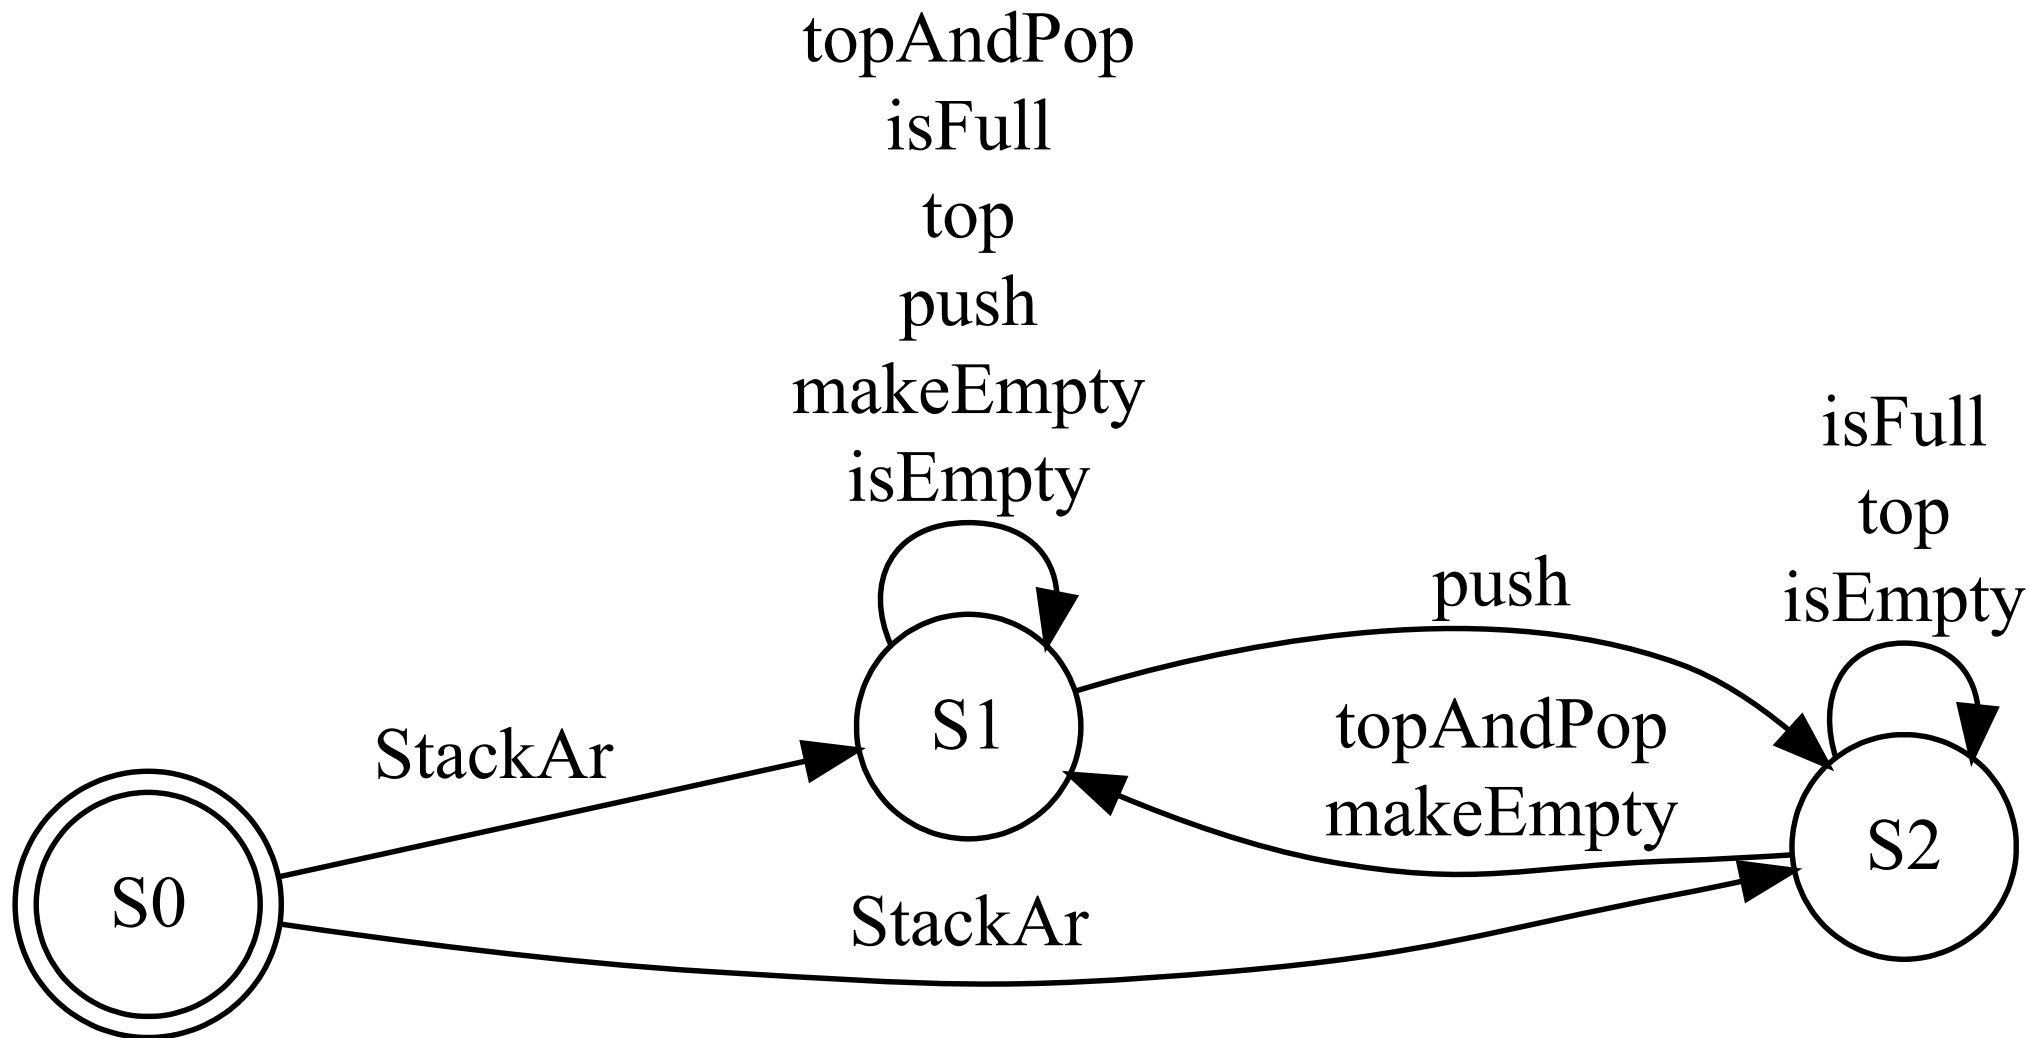 topAndPop
isFull
top
push
makeEmpty
isEmpty
isFull
top
isEmpty
push
topAndPop
makeEmpty
StackAr
StackAr
S0
S1
S2